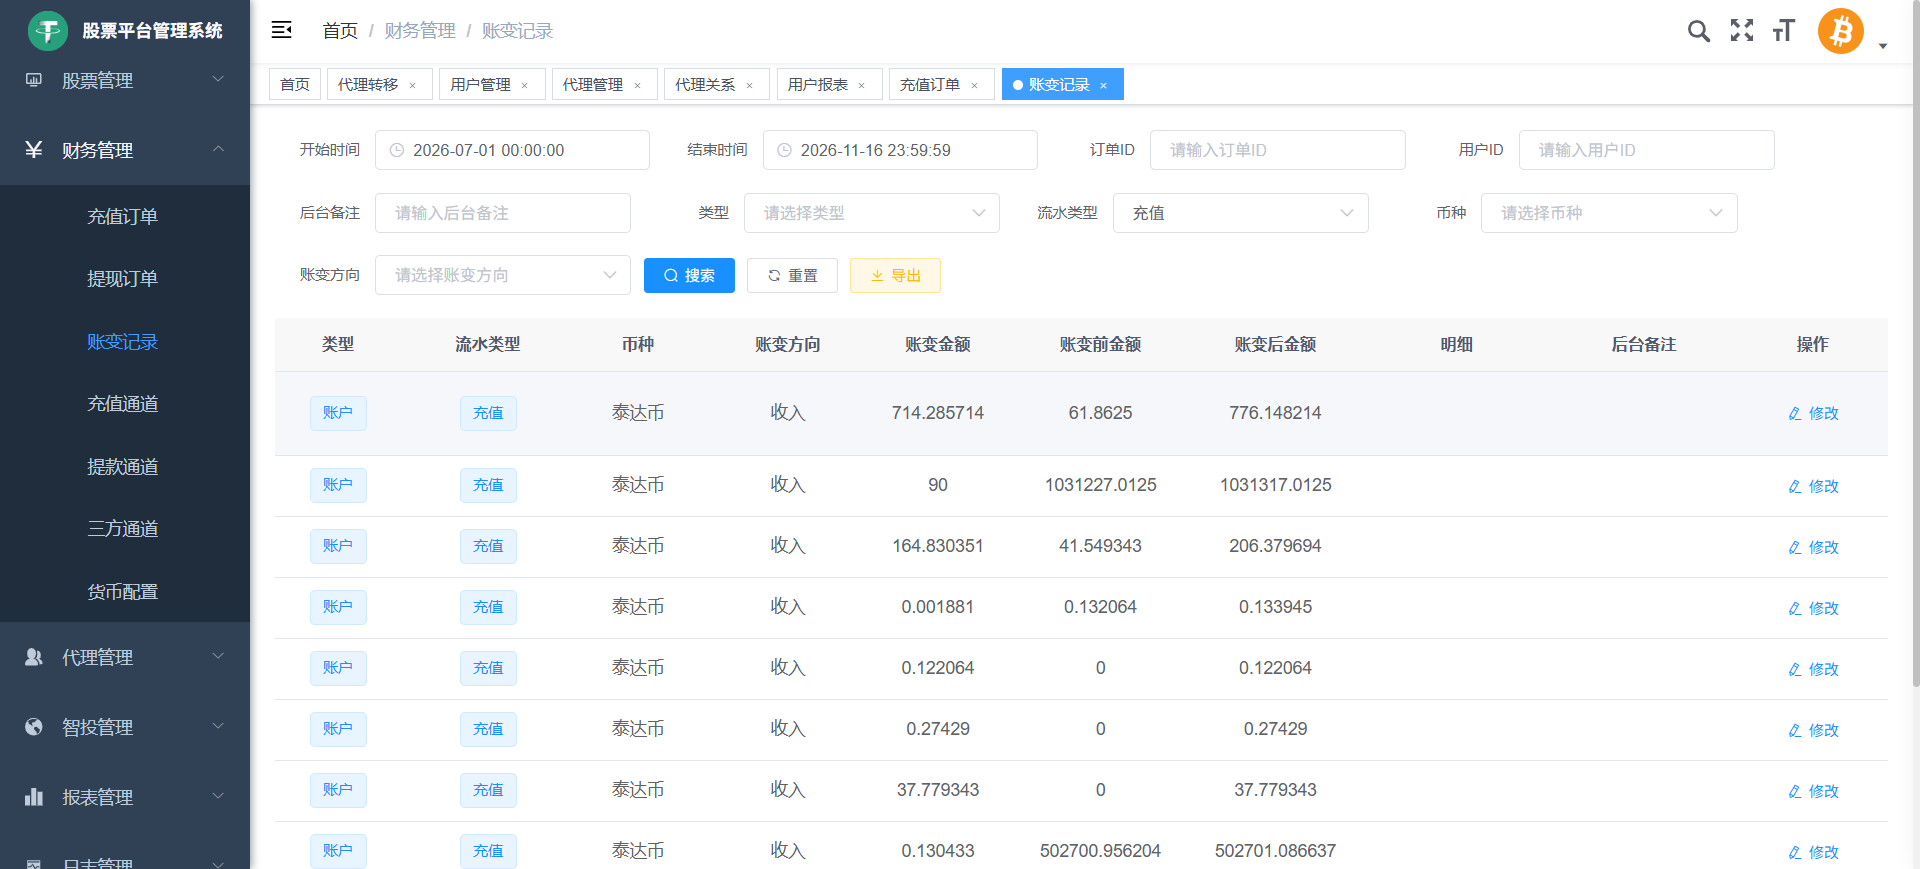 股票平台管理系统
股票管理
财务管理
充值订单
提现订单
账变记录
充值通道
提款通道
三方通道
货币配置
代理管理
智投管理
报表管理
日志管理
首页 / 财务管理 / 账变记录
首页 代理转移 × 用户管理 × 代理管理 × 代理关系 × 用户报表 × 充值订单 × 账变记录 ×
开始时间 2026-07-01 00:00:00 结束时间 2026-11-16 23:59:59 订单ID 请输入订单ID 用户ID 请输入用户ID
后台备注 请输入后台备注 类型 请选择类型 流水类型 充值 币种 请选择币种
账变方向 请选择账变方向 搜索 重置 导出
类型 流水类型 币种 账变方向 账变金额 账变前金额 账变后金额 明细 后台备注 操作
账户 充值 泰达币 收入 714.285714 61.8625 776.148214 修改
账户 充值 泰达币 收入 90 1031227.0125 1031317.0125 修改
账户 充值 泰达币 收入 164.830351 41.549343 206.379694 修改
账户 充值 泰达币 收入 0.001881 0.132064 0.133945 修改
账户 充值 泰达币 收入 0.122064 0 0.122064 修改
账户 充值 泰达币 收入 0.27429 0 0.27429 修改
账户 充值 泰达币 收入 37.779343 0 37.779343 修改
账户 充值 泰达币 收入 0.130433 502700.956204 502701.086637 修改